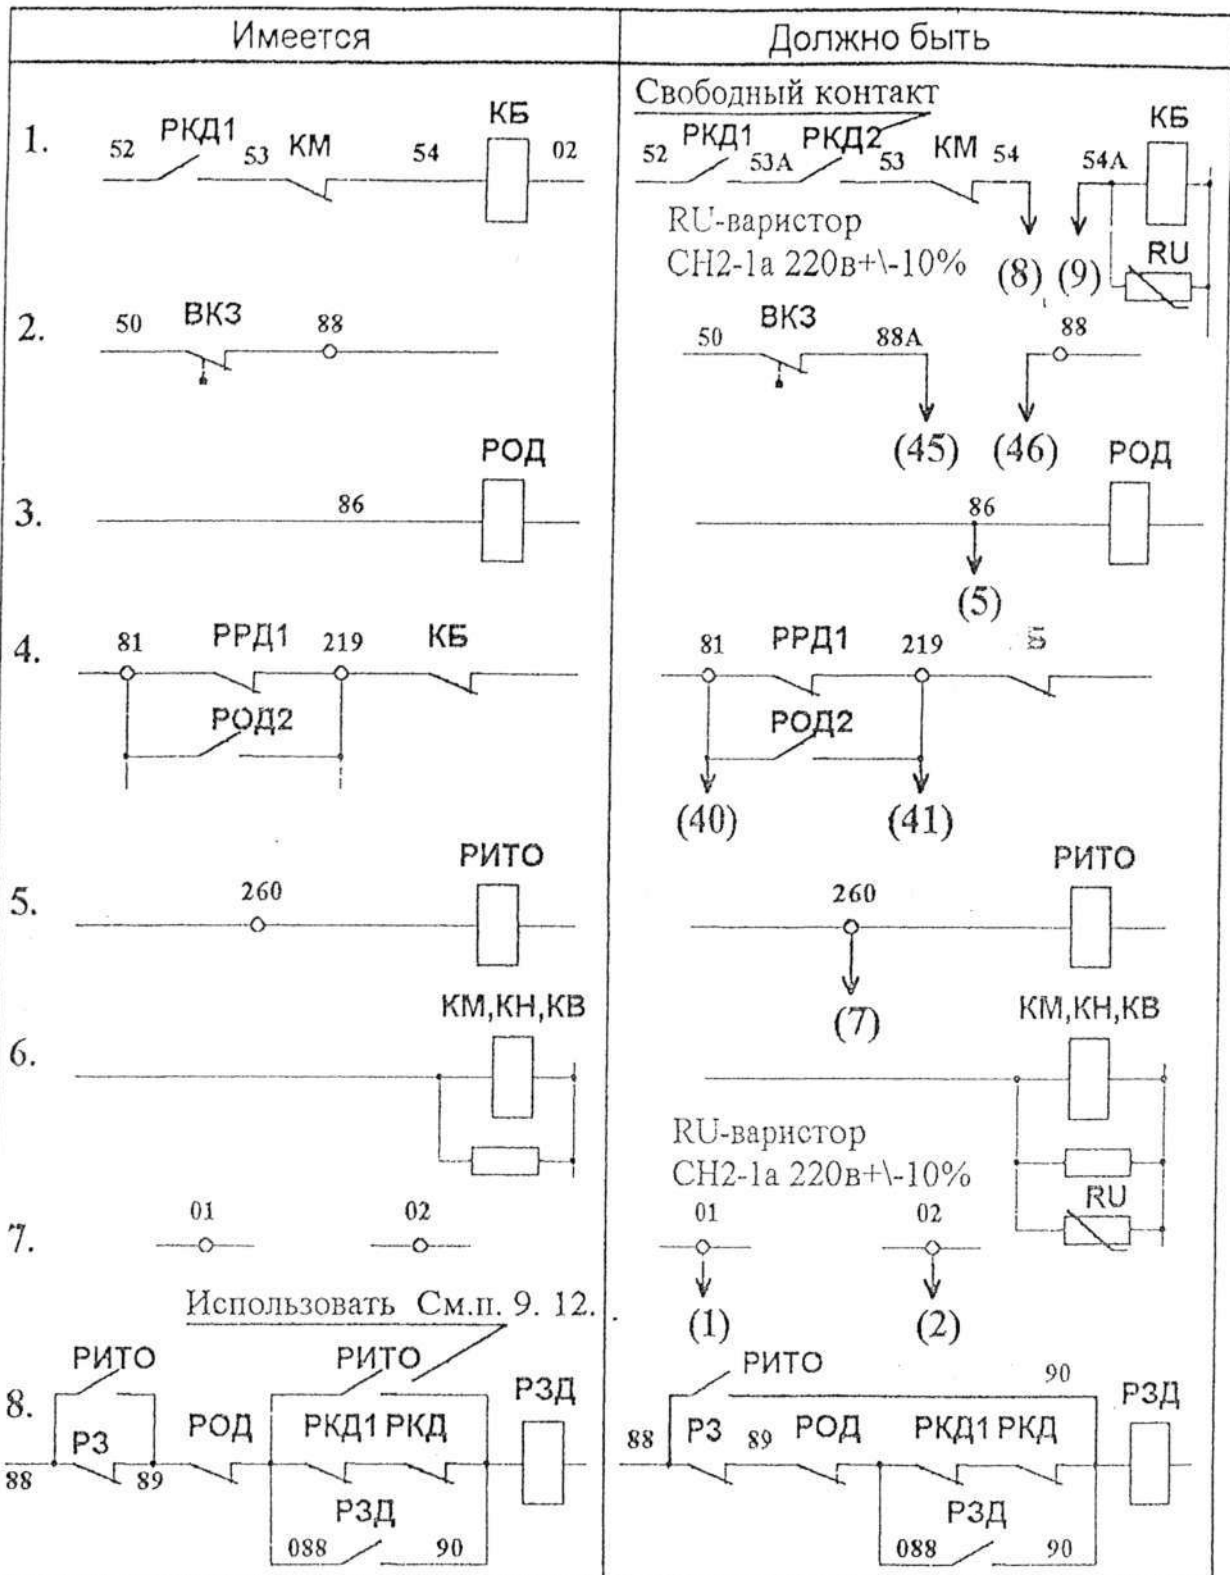 Имеется
Должно быть
1.
52 РКД1 53 КМ 54 КБ 02
Свободный контакт
52 РКД1 53А РКД2 53 КМ 54 54А КБ
RU-варистор
СН2-1а 220в+\-10%
(8) (9) RU
2.
50 ВКЗ 88
50 ВКЗ 88А 88
(45) (46)
3.
86 РОД
86 РОД
(5)
4.
81 РРД1 219 КБ
РОД2
81 РРД1 219 Б
РОД2
(40) (41)
5.
260 РИТО
260 РИТО
(7)
6.
КМ,КН,КВ
КМ,КН,КВ
RU-варистор
СН2-1а 220в+\-10%
RU
7.
01 02
01 02
(1) (2)
Использовать См.п. 9. 12.
8.
РИТО РИТО
88 РЗ 89 РОД РКД1 РКД РЗД
РЗД
088 90
РИТО 90
88 РЗ 89 РОД РКД1 РКД РЗД
РЗД
088 90